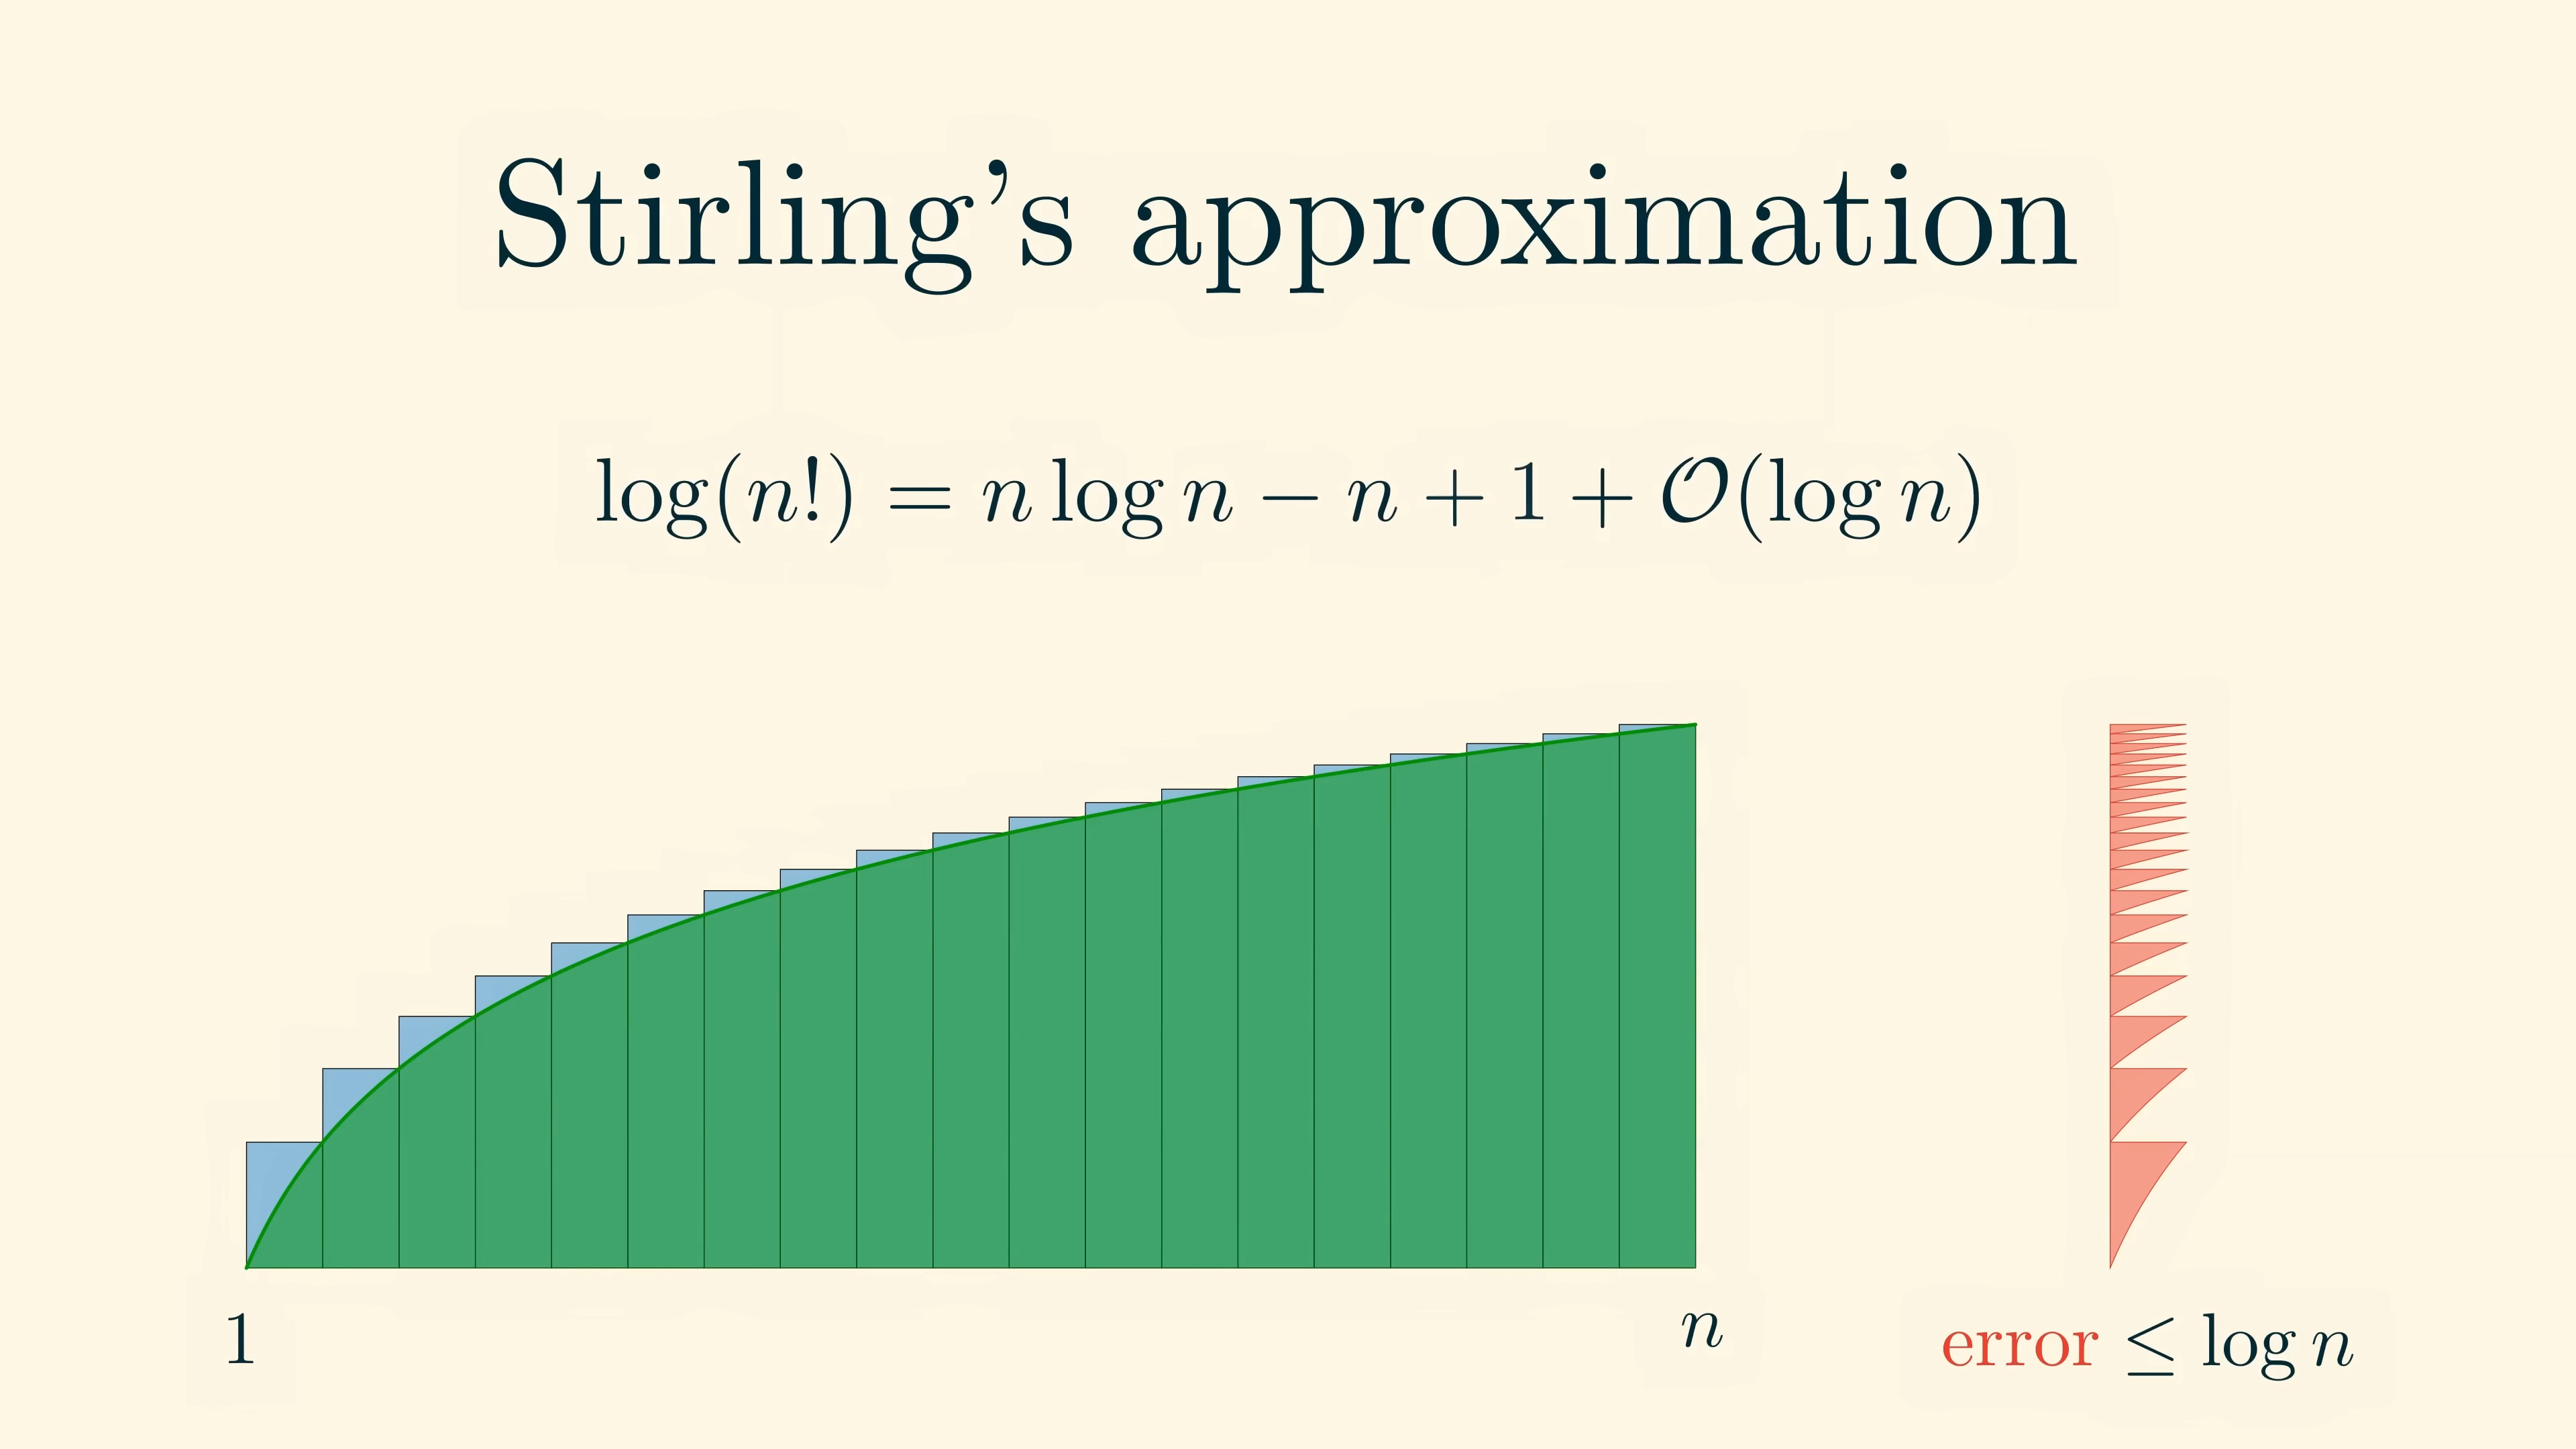 Stirling’s approximation
log(n!) = n log n − n + 1 + 𝒪(log n)
1
n
error ≤ log n